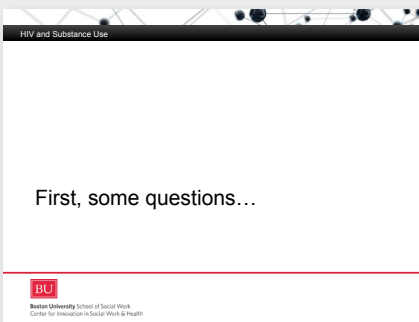 HIV and Substance Use
First, some questions…
BU
Boston University School of Social Work
Center for Innovation in Social Work & Health